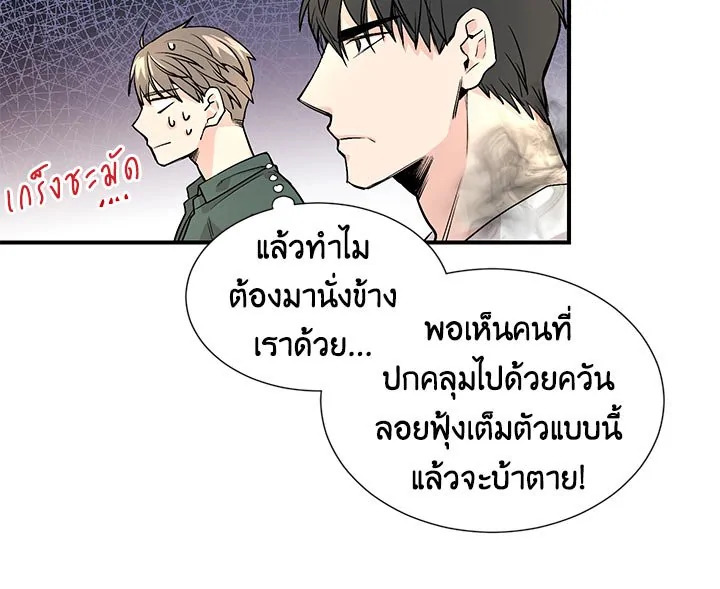 เกร็งชะมัด
แล้วทำไม
ต้องมานั่งข้าง
เราด้วย...
พอเห็นคนที่
ปกคลุมไปด้วยควัน
ลอยฟุ้งเต็มตัวแบบนี้
แล้วจะบ้าตาย!